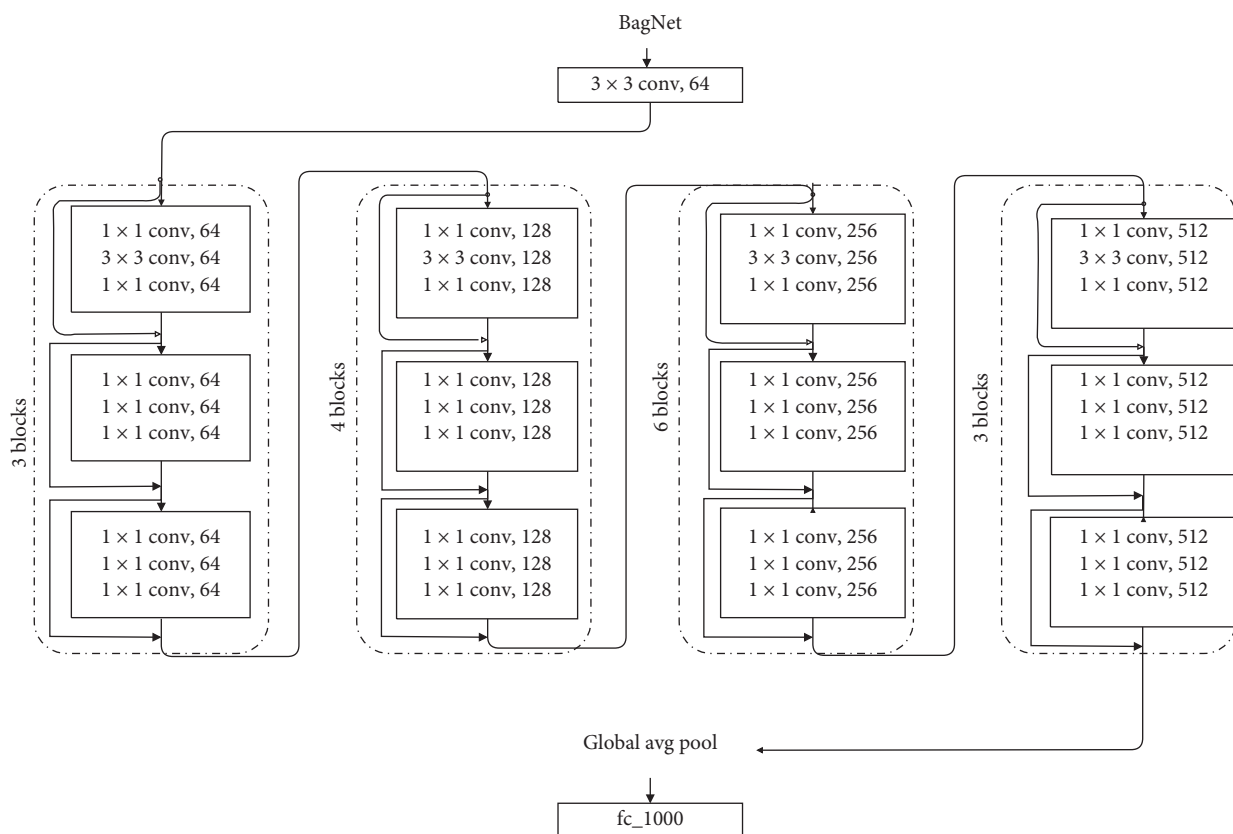 BagNet
3 × 3 conv, 64
3 blocks
1 × 1 conv, 64
3 × 3 conv, 64
1 × 1 conv, 64
1 × 1 conv, 64
1 × 1 conv, 64
1 × 1 conv, 64
1 × 1 conv, 64
1 × 1 conv, 64
1 × 1 conv, 64
4 blocks
1 × 1 conv, 128
3 × 3 conv, 128
1 × 1 conv, 128
1 × 1 conv, 128
1 × 1 conv, 128
1 × 1 conv, 128
1 × 1 conv, 128
1 × 1 conv, 128
1 × 1 conv, 128
6 blocks
1 × 1 conv, 256
3 × 3 conv, 256
1 × 1 conv, 256
1 × 1 conv, 256
1 × 1 conv, 256
1 × 1 conv, 256
1 × 1 conv, 256
1 × 1 conv, 256
1 × 1 conv, 256
3 blocks
1 × 1 conv, 512
3 × 3 conv, 512
1 × 1 conv, 512
1 × 1 conv, 512
1 × 1 conv, 512
1 × 1 conv, 512
1 × 1 conv, 512
1 × 1 conv, 512
1 × 1 conv, 512
Global avg pool
fc_1000